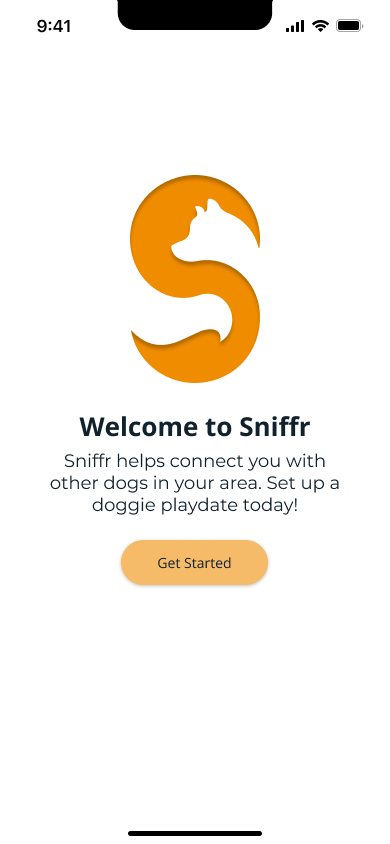 9:41
Welcome to Sniffr
Sniffr helps connect you with
other dogs in your area. Set up a
doggie playdate today!
Get Started